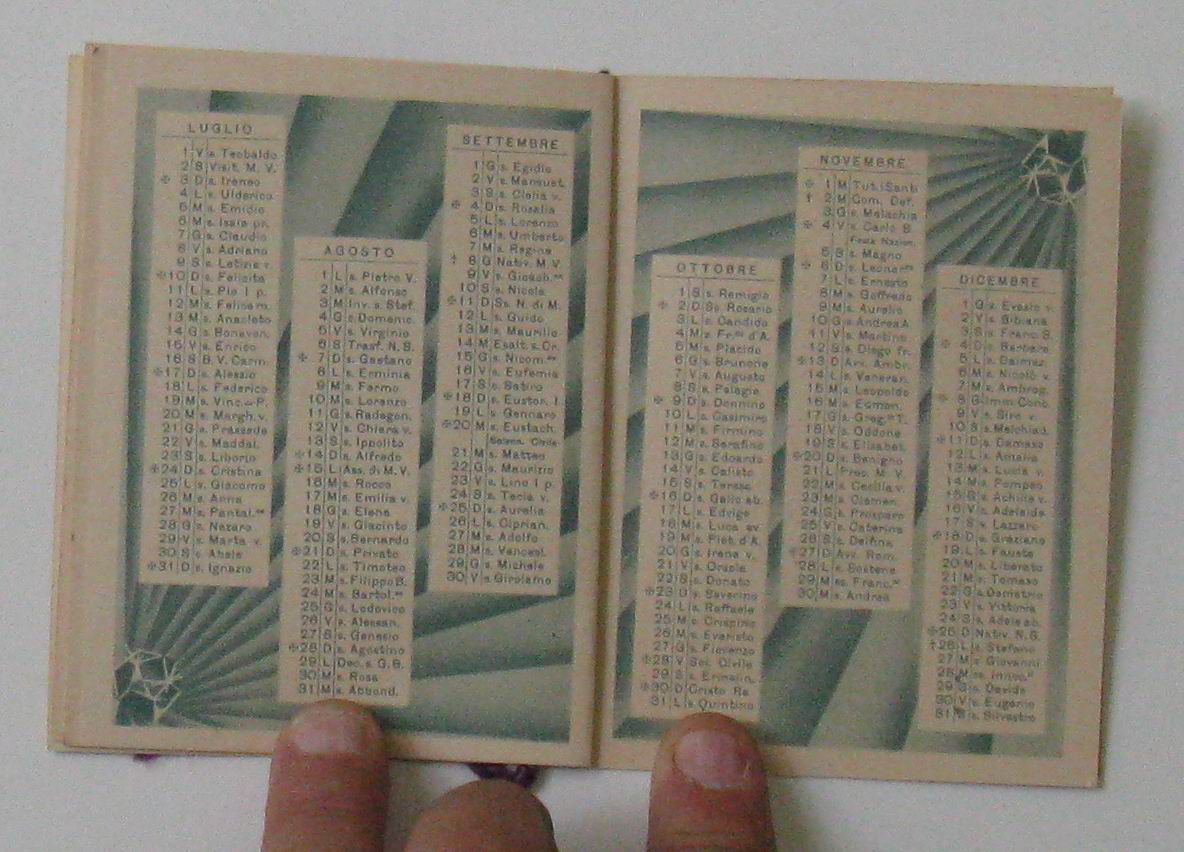 LUGLIO
1 V s. Teobaldo
2 S Visit. M. V.
✠ 3 D s. Ireneo
4 L s. Ulderico
5 M s. Emidio
6 M s. Isaia pr.
7 G s. Claudio
8 V s. Adriano
9 S s. Letizia v.
✠10 D s. Felicita
11 L s. Pio I p.
12 M s. Felice m.
13 M s. Anacleto
14 G s. Bonaven.
15 V s. Enrico
16 S B. V. Carm.
✠17 D s. Alessio
18 L s. Federico
19 M s. Vinc. P.
20 M s. Margh. v.
21 G s. Prassede
22 V s. Maddal.
23 S s. Liborio
✠24 D s. Cristina
25 L s. Giacomo
26 M s. Anna
27 M s. Pantal.
28 G s. Nazaro
29 V s. Marta v.
30 S s. Abele
✠31 D s. Ignazio
AGOSTO
1 L s. Pietro V.
2 M s. Alfonso
3 M Inv. s. Stef.
4 G s. Domenic.
5 V s. Virginio
6 S Trasf. N. S.
✠ 7 D s. Gaetano
8 L s. Erminia
9 M s. Fermo
10 M s. Lorenzo
11 G s. Radegon.
12 V s. Chiara v.
13 S s. Ippolito
✠14 D s. Alfredo
✠15 L Ass. di M. V.
16 M s. Rocco
17 M s. Emilia v.
18 G s. Elena
19 V s. Giacinto
20 S s. Bernardo
✠21 D s. Privato
22 L s. Timoteo
23 M s. Filippo B.
24 M s. Bartol.
25 G s. Lodovico
26 V s. Alessan.
27 S s. Genesio
✠28 D s. Agostino
29 L Dec. s. G. B.
30 M s. Rosa
31 M s. Abbond.
SETTEMBRE
1 G s. Egidio
2 V s. Mansuet.
3 S s. Clelia v.
✠ 4 D s. Rosalia
5 L s. Lorenzo
6 M s. Umberto
7 M s. Regina
† 8 G Nativ. M. V.
9 V s. Gioach.
10 S s. Nicola
✠11 D Ss. N. di M.
12 L s. Guido
13 M s. Maurilio
14 M Esalt. s. Cr.
15 G s. Nicom.
16 V s. Eufemia
17 S s. Satiro
✠18 D s. Eustor. I.
19 L s. Gennaro
✠20 M s. Eustach.
Solenn. Civile
21 M s. Matteo
22 G s. Maurizio
23 V s. Lino I p.
24 S s. Tecla v.
✠25 D s. Aurelia
26 L s. Ciprian.
27 M s. Adolfo
28 M s. Vencesl.
29 G s. Michele
30 V s. Girolamo
OTTOBRE
1 S s. Remigio
✠ 2 D Ss. Rosario
3 L s. Candido
4 M s. Fr. d'A.
5 M s. Placido
6 G s. Brunone
7 V s. Augusto
8 S s. Pelagia
✠ 9 D s. Donnino
10 L s. Casimiro
11 M s. Firmino
12 M s. Serafino
13 G s. Edoardo
14 V s. Calisto
15 S s. Teresa
✠16 D s. Gallo ab.
17 L s. Edvige
18 M s. Luca ev.
19 M s. Piet. d'A.
20 G s. Irene v.
21 V s. Orsola
22 S s. Donato
✠23 D s. Severino
24 L s. Raffaele
25 M s. Crispino
26 M s. Evaristo
27 G s. Fiorenzo
✠28 V Sol. Civile
29 S s. Ermelin.
✠30 D Cristo Re
31 L s. Quintino
NOVEMBRE
✠ 1 M Tutti Santi
† 2 M Com. Def.
3 G s. Malachia
✠ 4 V s. Carlo B.
Festa Nazion.
5 S s. Magno
✠ 6 D s. Leonar.
7 L s. Ernesto
8 M s. Goffredo
9 M s. Aurelio
10 G s. Andrea A.
11 V s. Martino
12 S s. Diego fr.
✠13 D Avv. Ambr.
14 L s. Veneran.
15 M s. Leopoldo
16 M s. Edmon.
17 G s. Greg. T.
18 V s. Oddone
19 S s. Elisabet.
✠20 D s. Benigno
21 L Pres. M. V.
22 M s. Cecilia v.
23 M s. Clemen.
24 G s. Prospero
25 V s. Caterina
26 S s. Delfina
✠27 D Avv. Rom.
28 L s. Sostene
29 M ss. Franc.
30 M s. Andrea
DICEMBRE
1 G s. Evasio v.
2 V s. Bibiana
3 S s. Franc. S.
✠ 4 D s. Barbara
5 L s. Dalmaz.
6 M s. Nicolò v.
7 M s. Ambrog.
✠ 8 G Imm. Conc.
9 V s. Siro v.
10 S s. Melchiad.
✠11 D s. Damaso
12 L s. Amalia
13 M s. Lucia v.
14 M s. Pompeo
15 G s. Achille v.
16 V s. Adelaide
17 S s. Lazzaro
✠18 D s. Graziano
19 L s. Fausta
20 M s. Liberato
21 M s. Tomaso
22 G s. Demetrio
23 V s. Vittoria
24 S s. Adele ab.
✠25 D Nativ. N. S.
†26 L s. Stefano
27 M s. Giovanni
28 M ss. Innoc.
29 G s. Davide
30 V s. Eugenio
31 S s. Silvestro